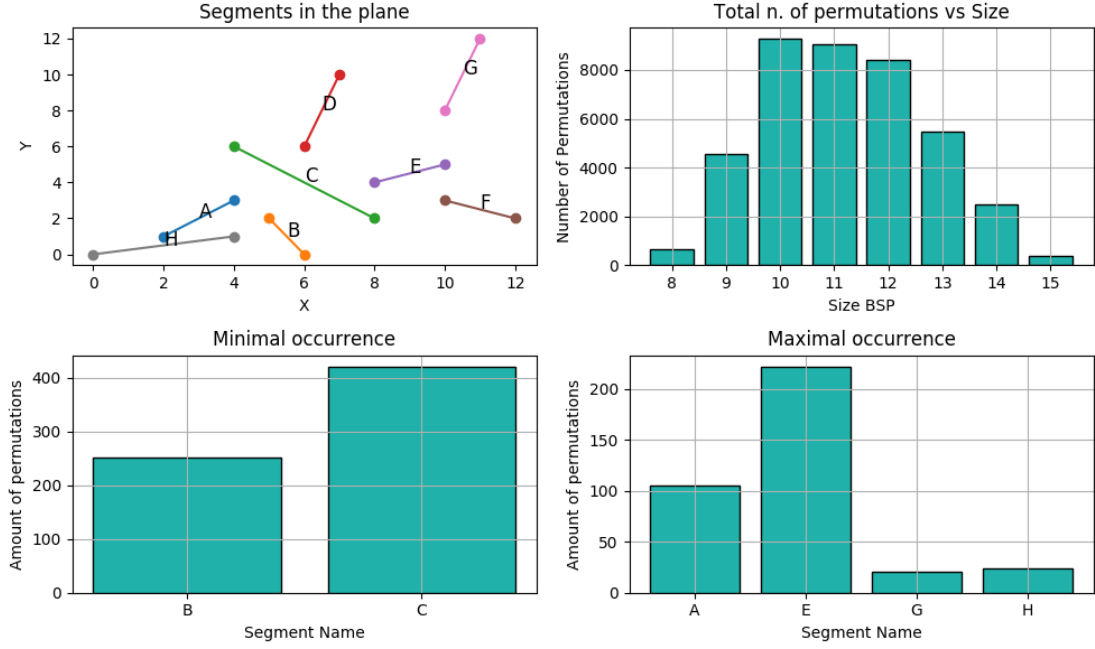 Segments in the plane
12
10
8
6
4
2
0
Y
G
D
C
E
A
F
B
H
0 2 4 6 8 10 12
X
Total n. of permutations vs Size
8000
6000
4000
2000
0
Number of Permutations
8 9 10 11 12 13 14 15
Size BSP
Minimal occurrence
400
300
200
100
0
Amount of permutations
B C
Segment Name
Maximal occurrence
200
150
100
50
0
Amount of permutations
A E G H
Segment Name